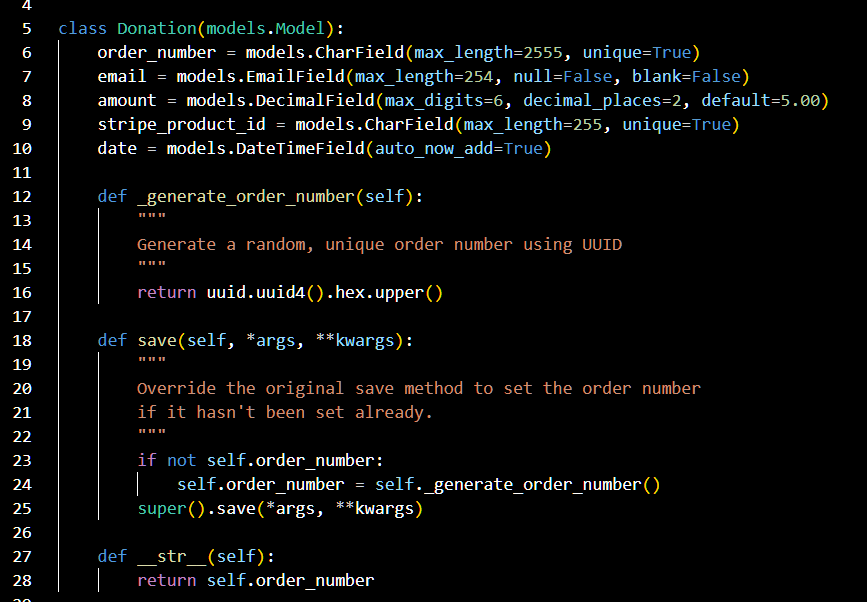 4
5 class Donation(models.Model):
6     order_number = models.CharField(max_length=2555, unique=True)
7     email = models.EmailField(max_length=254, null=False, blank=False)
8     amount = models.DecimalField(max_digits=6, decimal_places=2, default=5.00)
9     stripe_product_id = models.CharField(max_length=255, unique=True)
10     date = models.DateTimeField(auto_now_add=True)
11
12     def _generate_order_number(self):
13         """
14         Generate a random, unique order number using UUID
15         """
16         return uuid.uuid4().hex.upper()
17
18     def save(self, *args, **kwargs):
19         """
20         Override the original save method to set the order number
21         if it hasn't been set already.
22         """
23         if not self.order_number:
24             self.order_number = self._generate_order_number()
25         super().save(*args, **kwargs)
26
27     def __str__(self):
28         return self.order_number
29